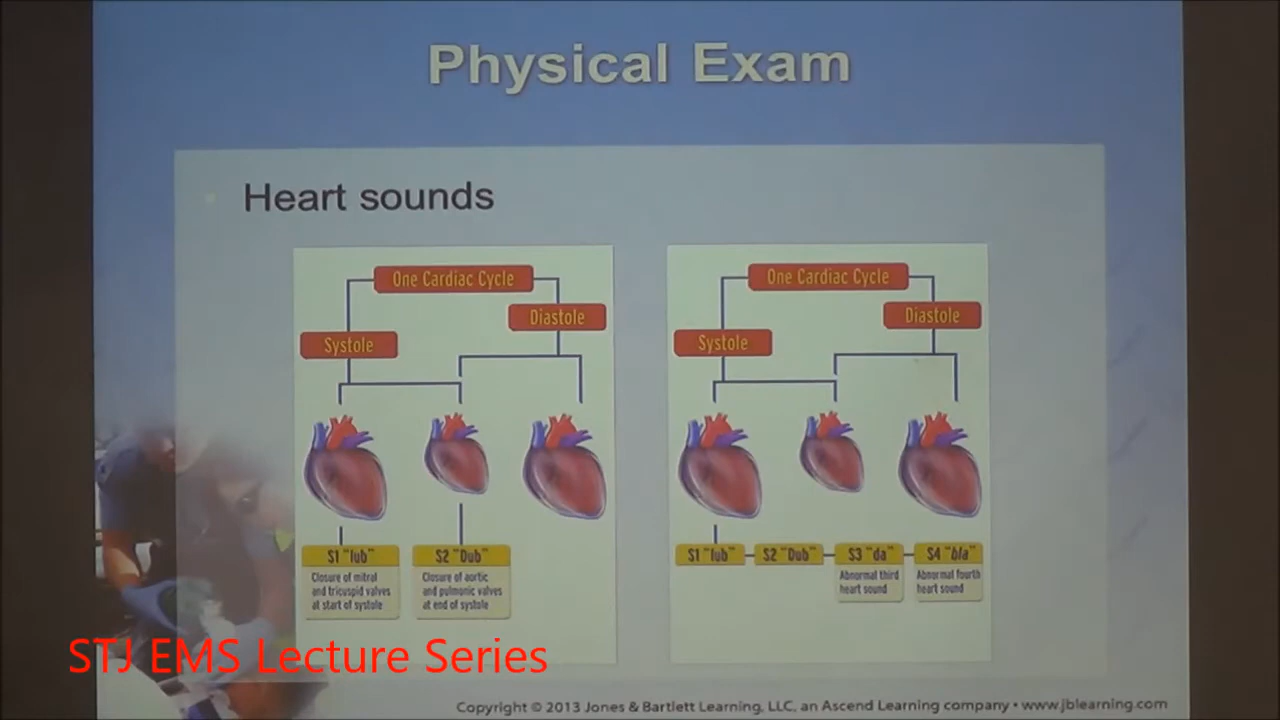 Physical Exam
Heart sounds
One Cardiac Cycle
Diastole
Systole
S1 "lub"
Closure of mitral
and tricuspid valves
at start of systole
S2 "Dub"
Closure of aortic
and pulmonic valves
at end of systole
One Cardiac Cycle
Diastole
Systole
S1 "lub"
S2 "Dub"
S3 "da"
Abnormal third
heart sound
S4 "bla"
Abnormal fourth
heart sound
STJ EMS Lecture Series
Copyright © 2013 Jones & Bartlett Learning, LLC, an Ascend Learning company • www.jblearning.com